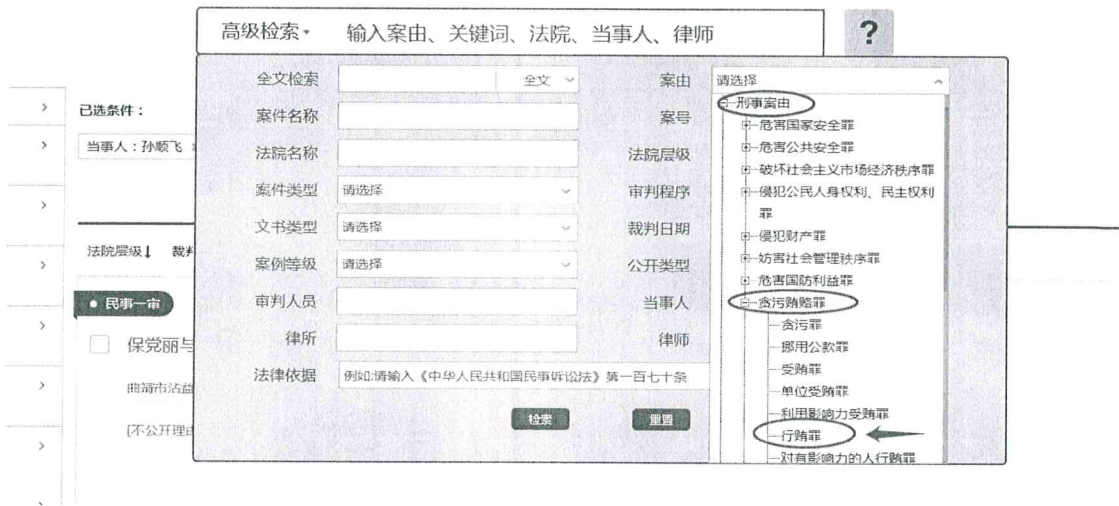 高级检索 输入案由、关键词、法院、当事人、律师 ?
全文检索 全文 案由 请选择
已选条件：
案件名称 案号
当事人：孙顺飞
法院名称 法院层级
案件类型 请选择 审判程序
文书类型 请选择 裁判日期
法院层级↓ 裁判
案例等级 请选择 公开类型
• 民事一审
审判人员 当事人
保党丽与
律所 律师
曲靖市沾益
法律依据 例如:请输入《中华人民共和国民事诉讼法》第一百七十条
[不公开理由
检索 重置
刑事案由
危害国家安全罪
危害公共安全罪
破坏社会主义市场经济秩序罪
侵犯公民人身权利、民主权利
罪
侵犯财产罪
妨害社会管理秩序罪
危害国防利益罪
贪污贿赂罪
贪污罪
挪用公款罪
受贿罪
单位受贿罪
利用影响力受贿罪
行贿罪
对有影响力的人行贿罪